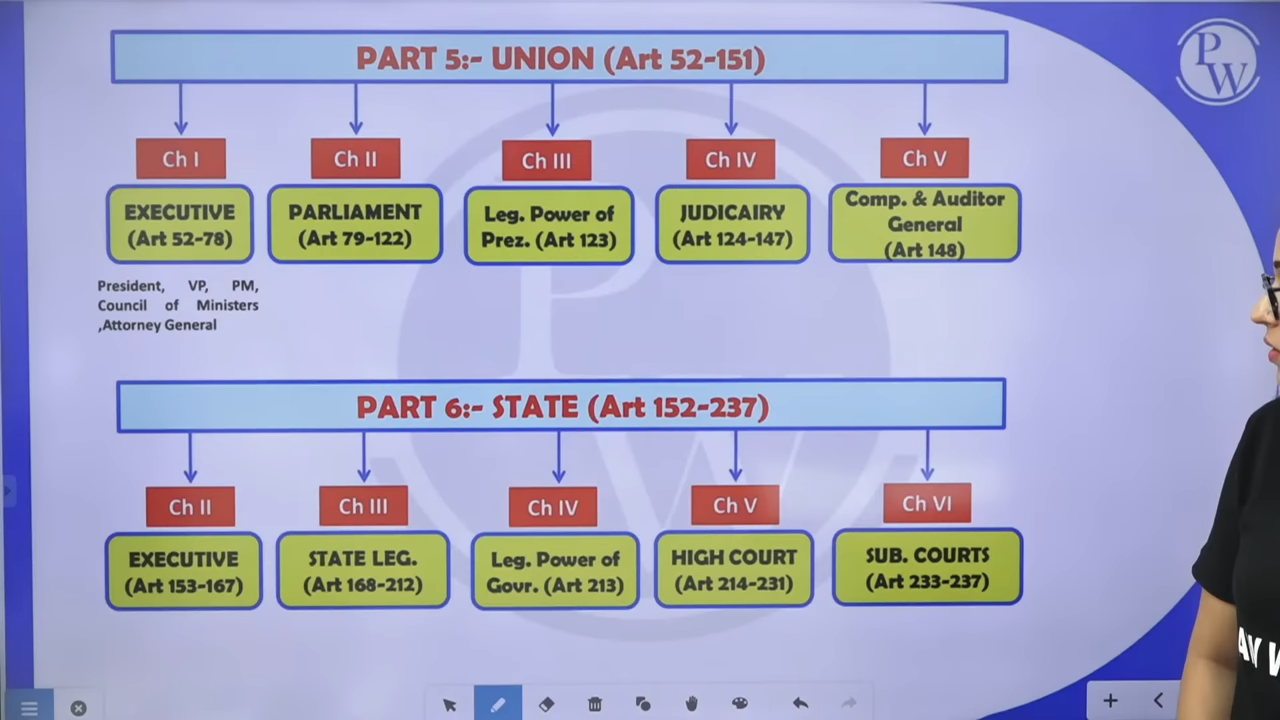 PART 5:- UNION (Art 52-151)
Ch I
Ch II
Ch III
Ch IV
Ch V
EXECUTIVE
(Art 52-78)
PARLIAMENT
(Art 79-122)
Leg. Power of
Prez. (Art 123)
JUDICAIRY
(Art 124-147)
Comp. & Auditor
General
(Art 148)
President, VP, PM,
Council of Ministers
,Attorney General
PART 6:- STATE (Art 152-237)
Ch II
Ch III
Ch IV
Ch V
Ch VI
EXECUTIVE
(Art 153-167)
STATE LEG.
(Art 168-212)
Leg. Power of
Govr. (Art 213)
HIGH COURT
(Art 214-231)
SUB. COURTS
(Art 233-237)
PW
PW